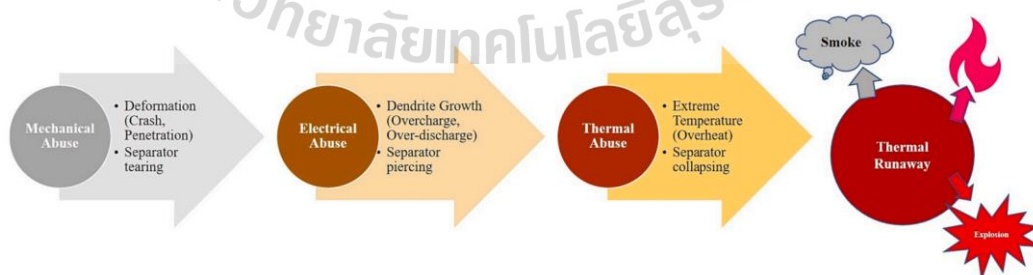 Mechanical
Abuse
• Deformation
(Crash,
Penetration)
• Separator
tearing
Electrical
Abuse
• Dendrite Growth
(Overcharge,
Over-discharge)
• Separator
piercing
Thermal
Abuse
• Extreme
Temperature
(Overheat)
• Separator
collapsing
Smoke
Thermal
Runaway
Explosion